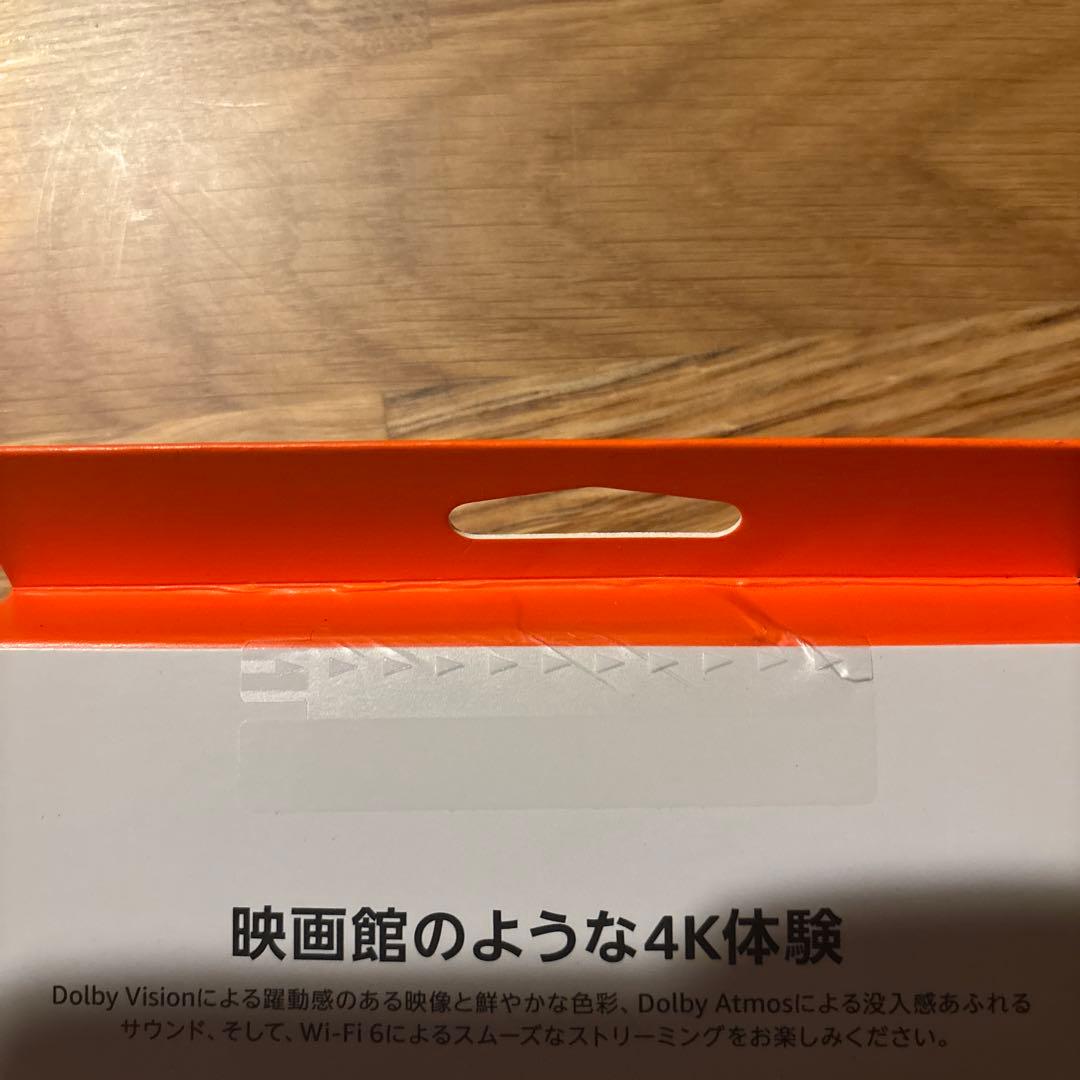 映画館のような4K体験
Dolby Visionによる躍動感のある映像と鮮やかな色彩、Dolby Atmosによる没入感あふれる
サウンド、そして、Wi-Fi 6によるスムーズなストリーミングをお楽しみください。